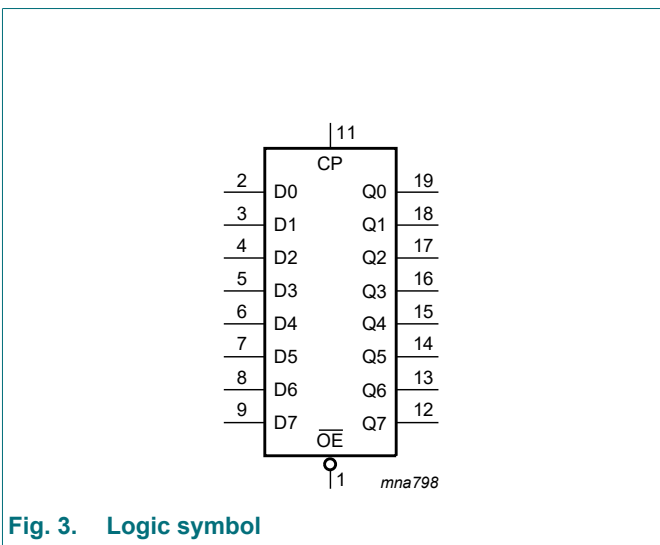 11
CP
2 D0 Q0 19
3 D1 Q1 18
4 D2 Q2 17
5 D3 Q3 16
6 D4 Q4 15
7 D5 Q5 14
8 D6 Q6 13
9 D7 Q7 12
OE
1 mna798
Fig. 3. Logic symbol